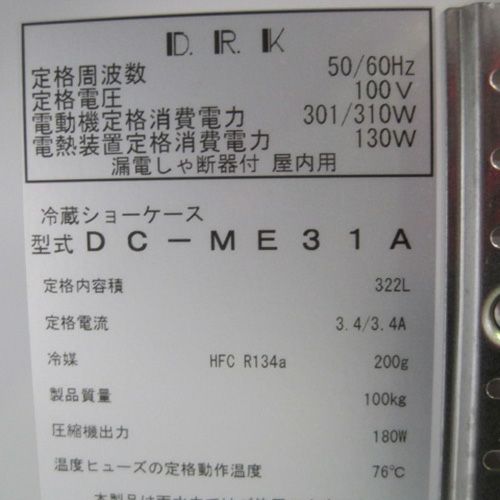 D.R.K
定格周波数 50/60Hz
定格電圧 100V
電動機定格消費電力 301/310W
電熱装置定格消費電力 130W
漏電しゃ断器付 屋内用
冷蔵ショーケース
型式 DC-ME31A
定格内容積 322L
定格電流 3.4/3.4A
冷媒 HFC R134a 200g
製品質量 100kg
圧縮機出力 180W
温度ヒューズの定格動作温度 76℃